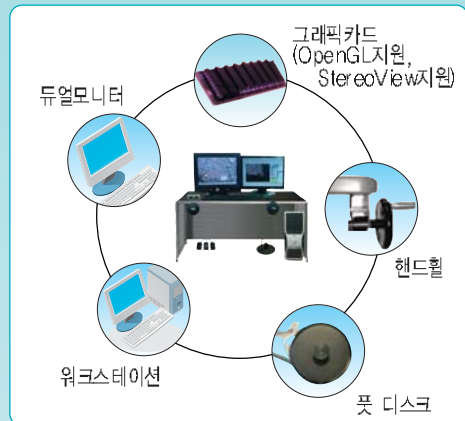 그래픽카드
(OpenGL지원,
StereoView지원)
듀얼모니터
핸드휠
워크스테이션
풋 디스크